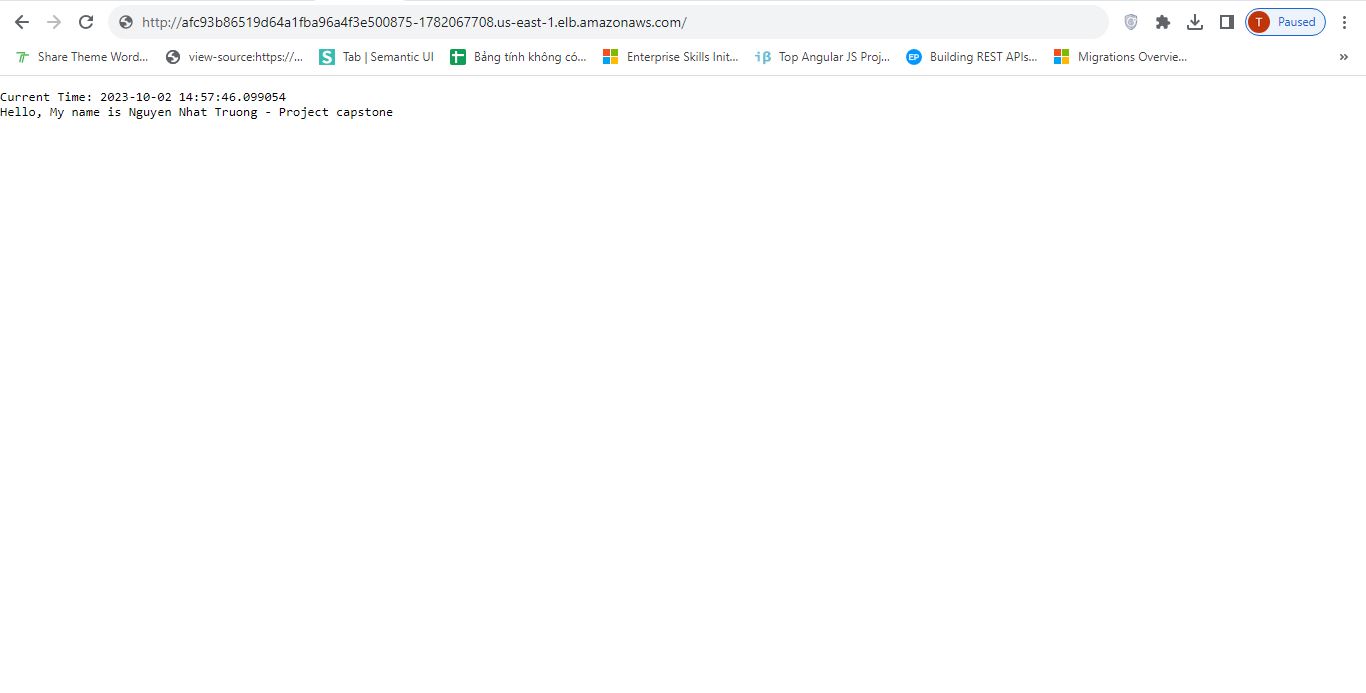 http://afc93b86519d64a1fba96a4f3e500875-1782067708.us-east-1.elb.amazonaws.com/
T Paused
Share Theme Word... view-source:https://... S Tab | Semantic UI Bảng tính không có... Enterprise Skills Init... iβ Top Angular JS Proj... EP Building REST APIs... Migrations Overvie... »
Current Time: 2023-10-02 14:57:46.099054
Hello, My name is Nguyen Nhat Truong - Project capstone